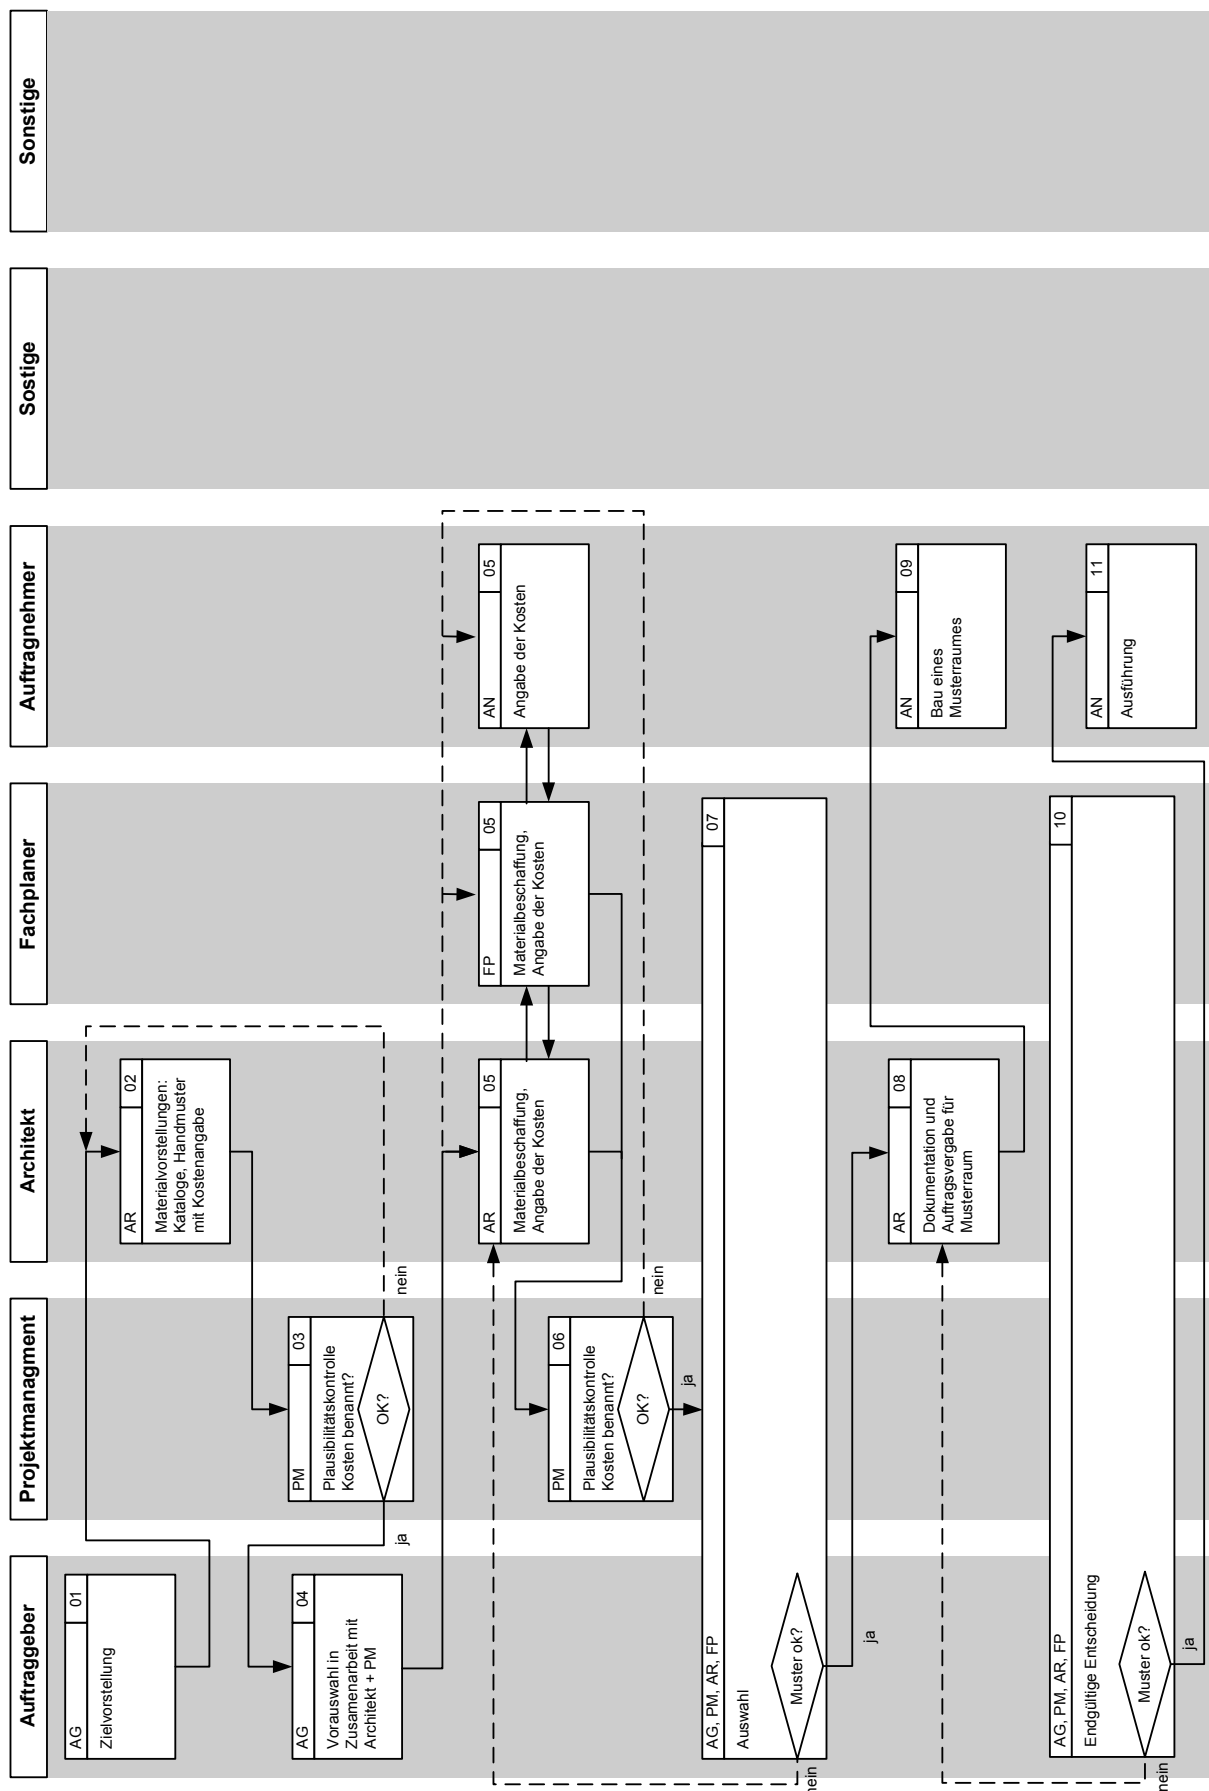 Auftraggeber
Projektmanagment
Architekt
Fachplaner
Auftragnehmer
Sostige
Sonstige
AG
01
Zielvorstellung
AR
02
Materialvorstellungen:
Kataloge, Handmuster
mit Kostenangabe
PM
03
Plausibilitätskontrolle
Kosten benannt?
OK?
nein
ja
AG
04
Vorauswahl in
Zusamenarbeit mit
Architekt + PM
AR
05
Materialbeschaffung,
Angabe der Kosten
FP
05
Materialbeschaffung,
Angabe der Kosten
AN
05
Angabe der Kosten
PM
06
Plausibilitätskontrolle
Kosten benannt?
OK?
nein
ja
AG, PM, AR, FP
07
Auswahl
Muster ok?
nein
ja
AR
08
Dokumentation und
Auftragsvergabe für
Musterraum
AN
09
Bau eines
Musterraumes
AG, PM, AR, FP
10
Endgültige Entscheidung
Muster ok?
nein
ja
AN
11
Ausführung